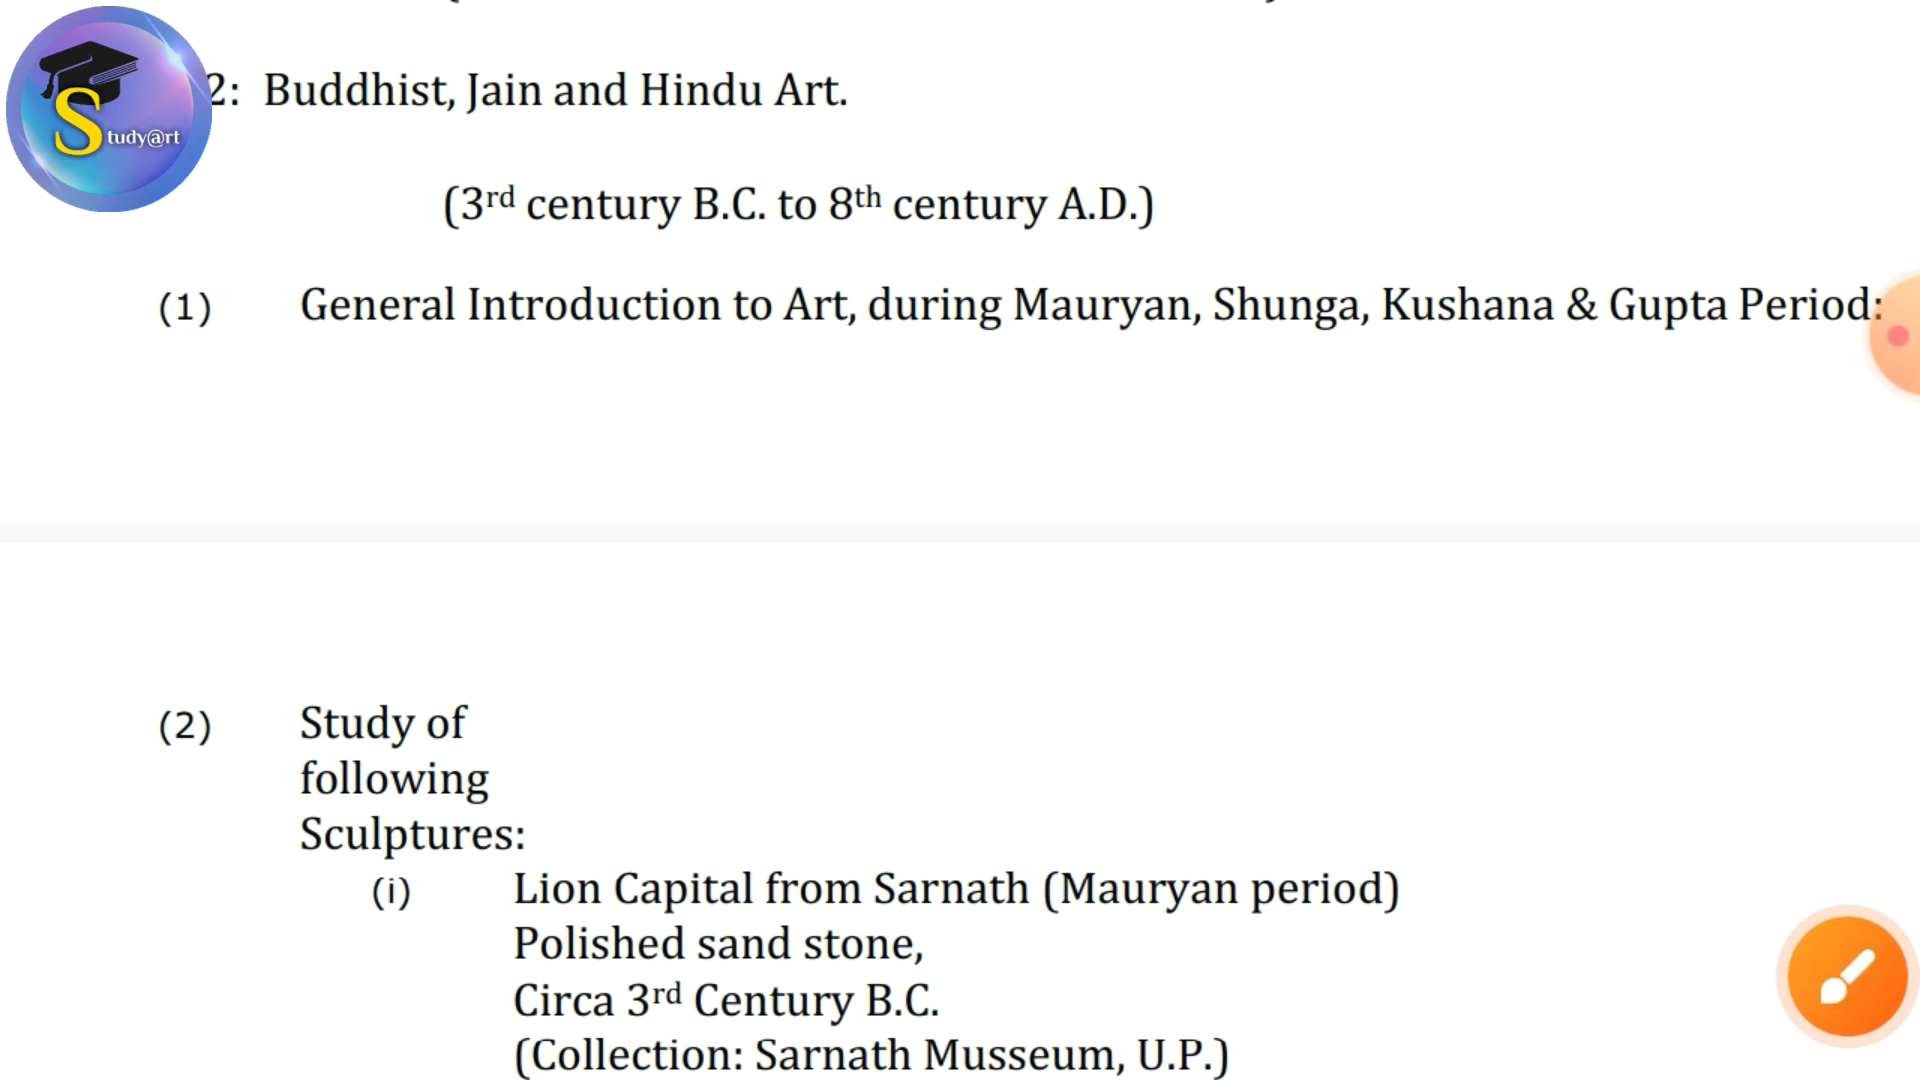 Study@rt
2: Buddhist, Jain and Hindu Art.
(3rd century B.C. to 8th century A.D.)
(1) General Introduction to Art, during Mauryan, Shunga, Kushana & Gupta Period:
(2) Study of
following
Sculptures:
(i) Lion Capital from Sarnath (Mauryan period)
Polished sand stone,
Circa 3rd Century B.C.
(Collection: Sarnath Musseum, U.P.)